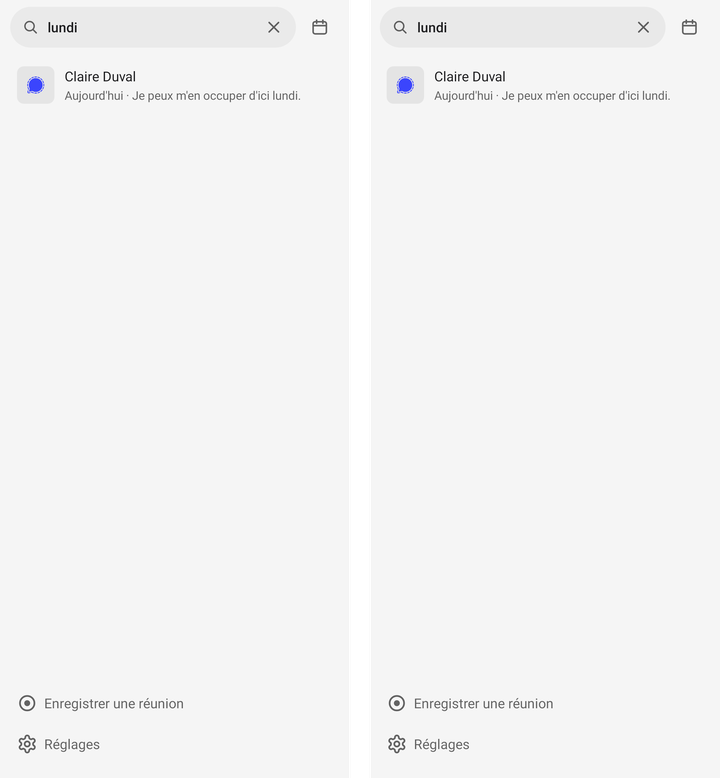 lundi
Claire Duval
Aujourd'hui · Je peux m'en occuper d'ici lundi.
Enregistrer une réunion
Réglages
lundi
Claire Duval
Aujourd'hui · Je peux m'en occuper d'ici lundi.
Enregistrer une réunion
Réglages